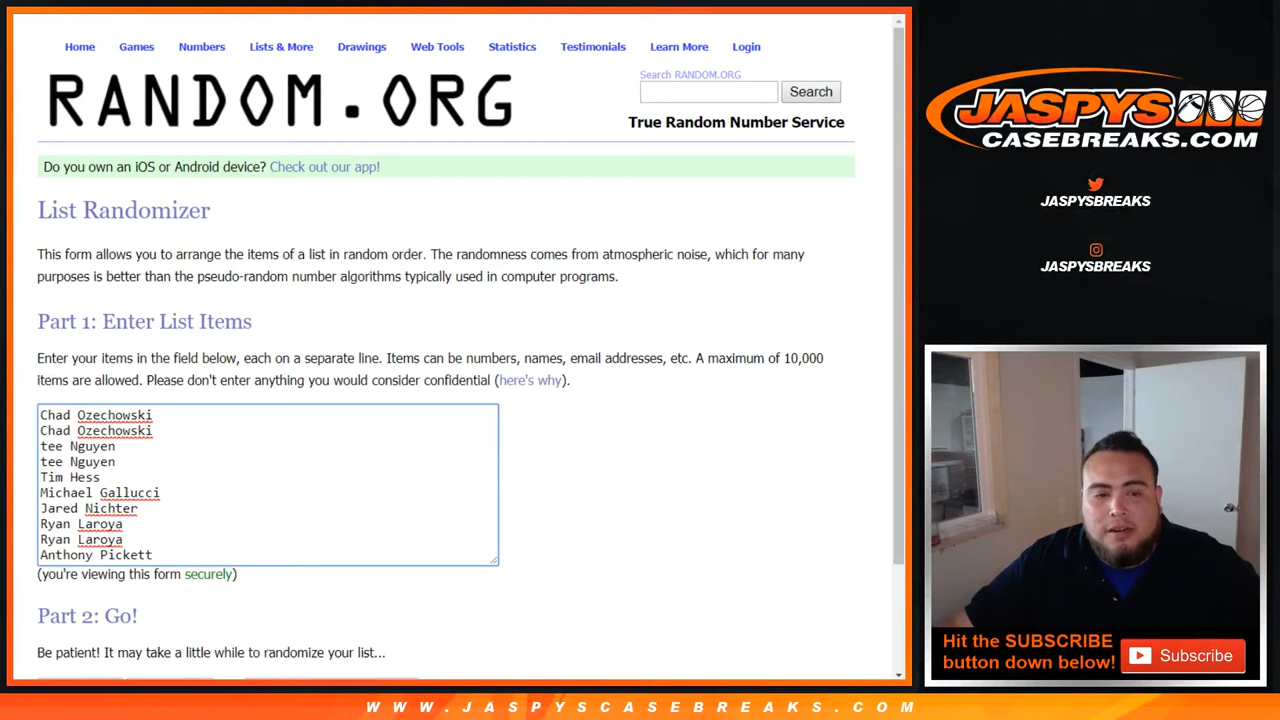 Home Games Numbers Lists & More Drawings Web Tools Statistics Testimonials Learn More Login
RANDOM.ORG
Search RANDOM.ORG
Search
True Random Number Service
Do you own an iOS or Android device? Check out our app!
List Randomizer
This form allows you to arrange the items of a list in random order. The randomness comes from atmospheric noise, which for many
purposes is better than the pseudo-random number algorithms typically used in computer programs.
Part 1: Enter List Items
Enter your items in the field below, each on a separate line. Items can be numbers, names, email addresses, etc. A maximum of 10,000
items are allowed. Please don't enter anything you would consider confidential (here's why).
Chad Ozechowski
Chad Ozechowski
tee Nguyen
tee Nguyen
Tim Hess
Michael Gallucci
Jared Nichter
Ryan Laroya
Ryan Laroya
Anthony Pickett
(you're viewing this form securely)
Part 2: Go!
Be patient! It may take a little while to randomize your list...
JASPYS
CASEBREAKS.COM
JASPYSBREAKS
JASPYSBREAKS
Hit the SUBSCRIBE
button down below!
Subscribe
WWW.JASPYSCASEBREAKS.COM